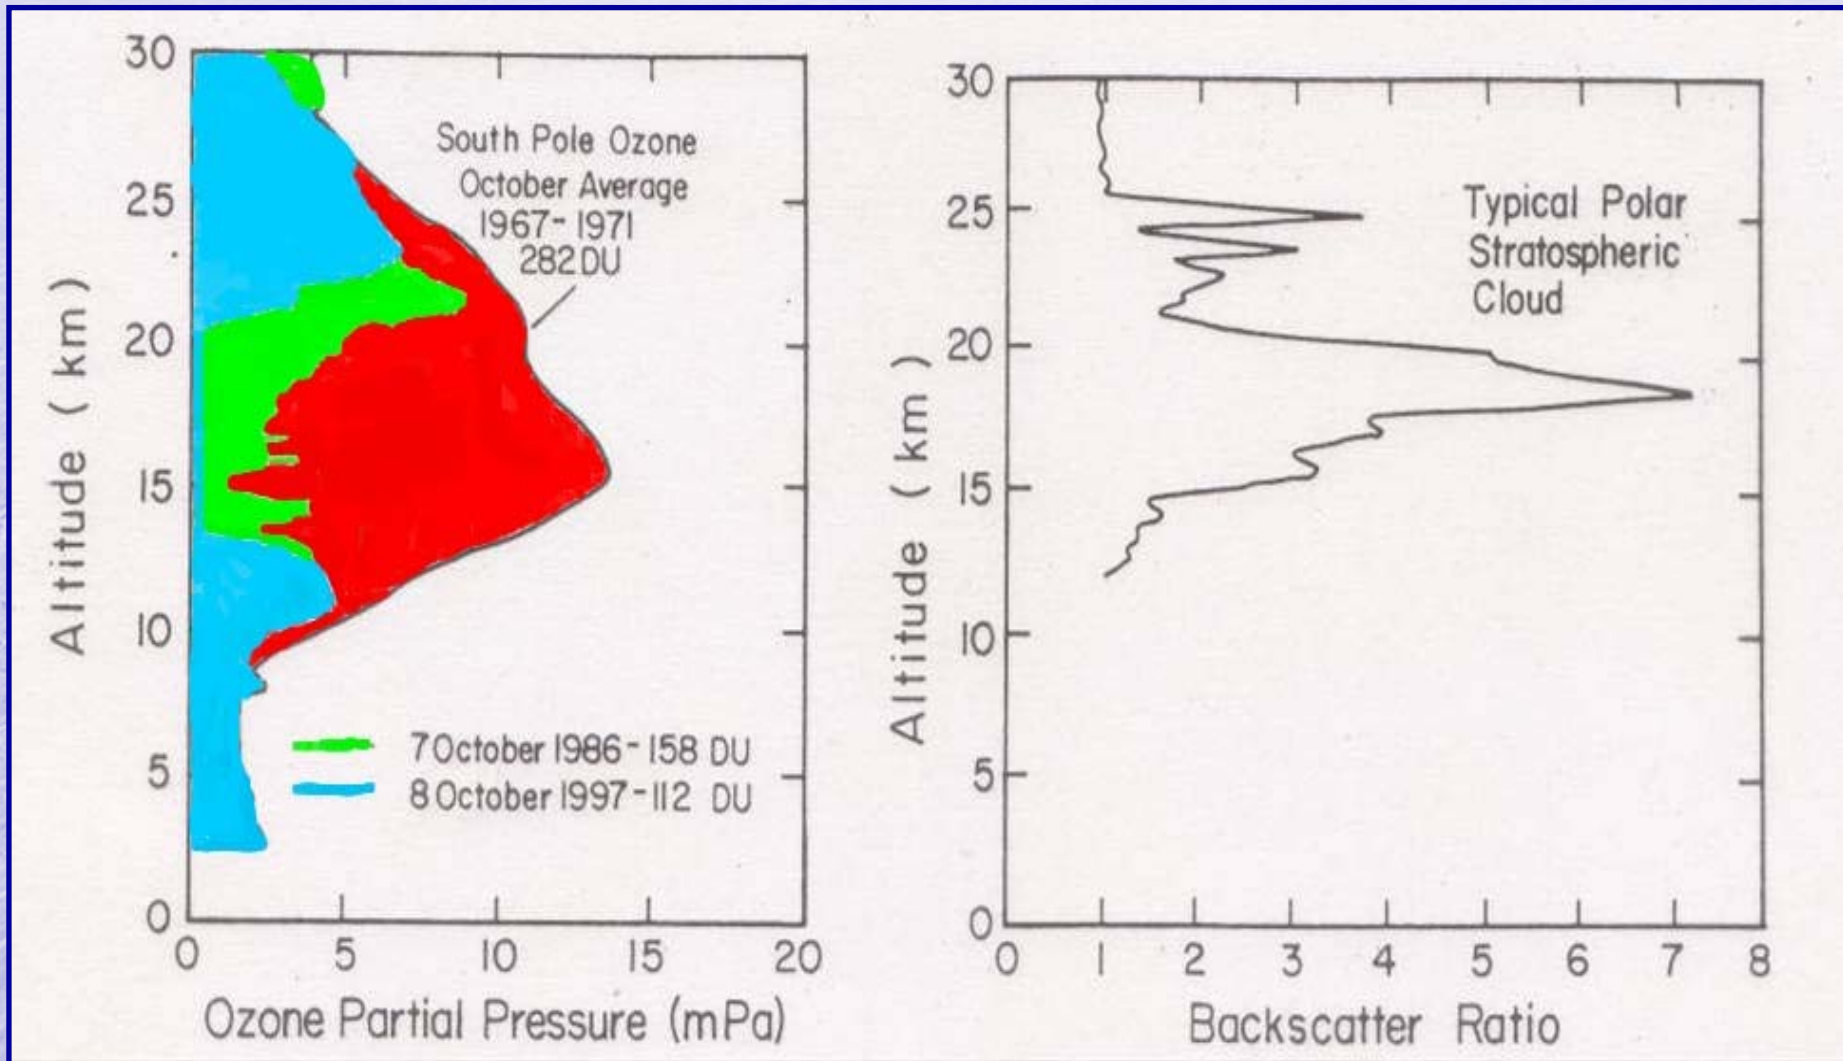 30
25
20
15
10
5
0
Altitude (km)
South Pole Ozone
October Average
1967-1971
282DU
7 October 1986-158 DU
8 October 1997-112 DU
0 5 10 15 20
Ozone Partial Pressure (mPa)
30
25
20
15
10
5
0
Altitude (km)
Typical Polar
Stratospheric
Cloud
0 1 2 3 4 5 6 7 8
Backscatter Ratio